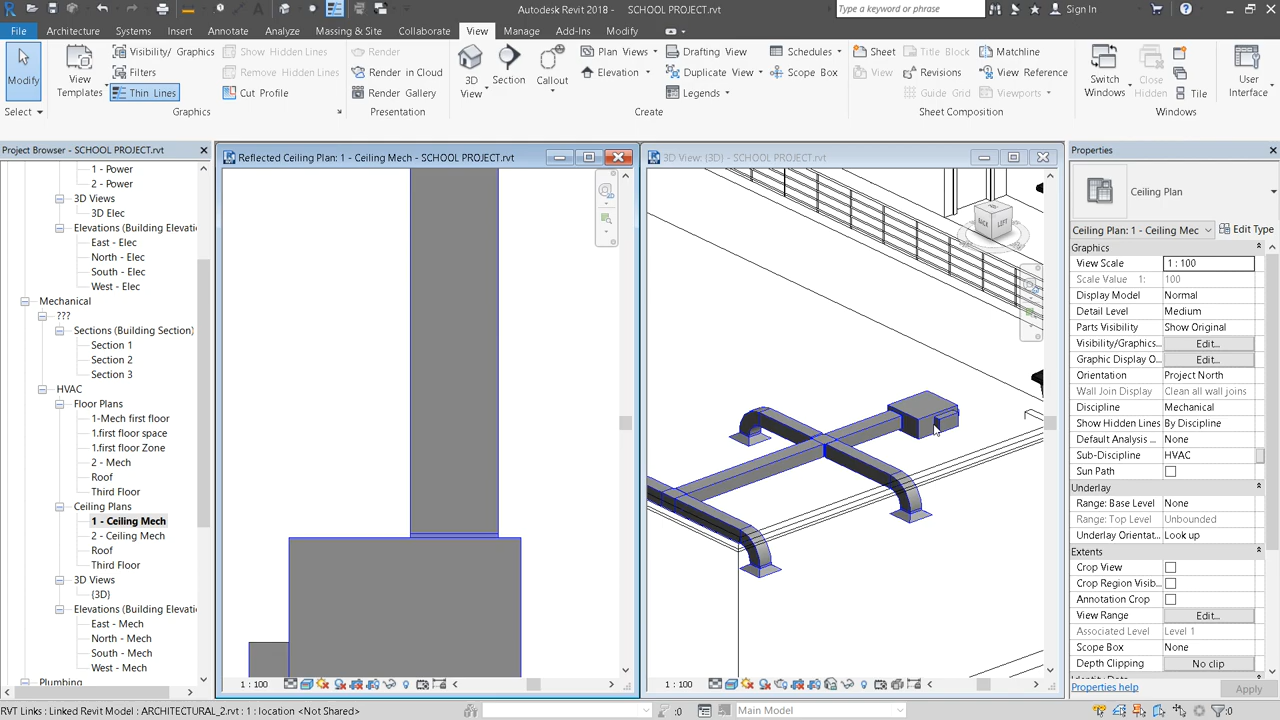 Autodesk Revit 2018 - SCHOOL PROJECT.rvt
Type a keyword or phrase
Sign In
File Architecture Systems Insert Annotate Analyze Massing & Site Collaborate View Manage Add-Ins Modify
Modify
Select
View
Templates
Visibility/ Graphics
Filters
Thin Lines
Show Hidden Lines
Remove Hidden Lines
Cut Profile
Graphics
Render
Render in Cloud
Render Gallery
Presentation
3D
View
Section
Callout
Plan Views
Elevation
Drafting View
Duplicate View
Legends
Schedules
Scope Box
Create
Sheet
View
Title Block
Revisions
Guide Grid
Matchline
View Reference
Viewports
Sheet Composition
Switch
Windows
Close
Hidden
Tile
Windows
User
Interface
Project Browser - SCHOOL PROJECT.rvt
1 - Power
2 - Power
3D Views
3D Elec
Elevations (Building Elevati
East - Elec
North - Elec
South - Elec
West - Elec
Mechanical
???
Sections (Building Section)
Section 1
Section 2
Section 3
HVAC
Floor Plans
1-Mech first floor
1.first floor space
1.first floor Zone
2 - Mech
Roof
Third Floor
Ceiling Plans
1 - Ceiling Mech
2 - Ceiling Mech
Roof
Third Floor
3D Views
{3D}
Elevations (Building Elevati
East - Mech
North - Mech
South - Mech
West - Mech
Plumbing
Reflected Ceiling Plan: 1 - Ceiling Mech - SCHOOL PROJECT.rvt
1 : 100
3D View: {3D} - SCHOOL PROJECT.rvt
BACK LEFT
1 : 100
Properties
Ceiling Plan
Ceiling Plan: 1 - Ceiling Mec
Edit Type
Graphics
View Scale 1 : 100
Scale Value 1: 100
Display Model Normal
Detail Level Medium
Parts Visibility Show Original
Visibility/Graphics... Edit...
Graphic Display O... Edit...
Orientation Project North
Wall Join Display Clean all wall joins
Discipline Mechanical
Show Hidden Lines By Discipline
Default Analysis ... None
Sub-Discipline HVAC
Sun Path
Underlay
Range: Base Level None
Range: Top Level Unbounded
Underlay Orientat... Look up
Extents
Crop View
Crop Region Visib...
Annotation Crop
View Range Edit...
Associated Level Level 1
Scope Box None
Depth Clipping No clip
Properties help
Apply
RVT Links : Linked Revit Model : ARCHITECTURAL_2.rvt : 1 : location <Not Shared>
:0
Main Model
:0